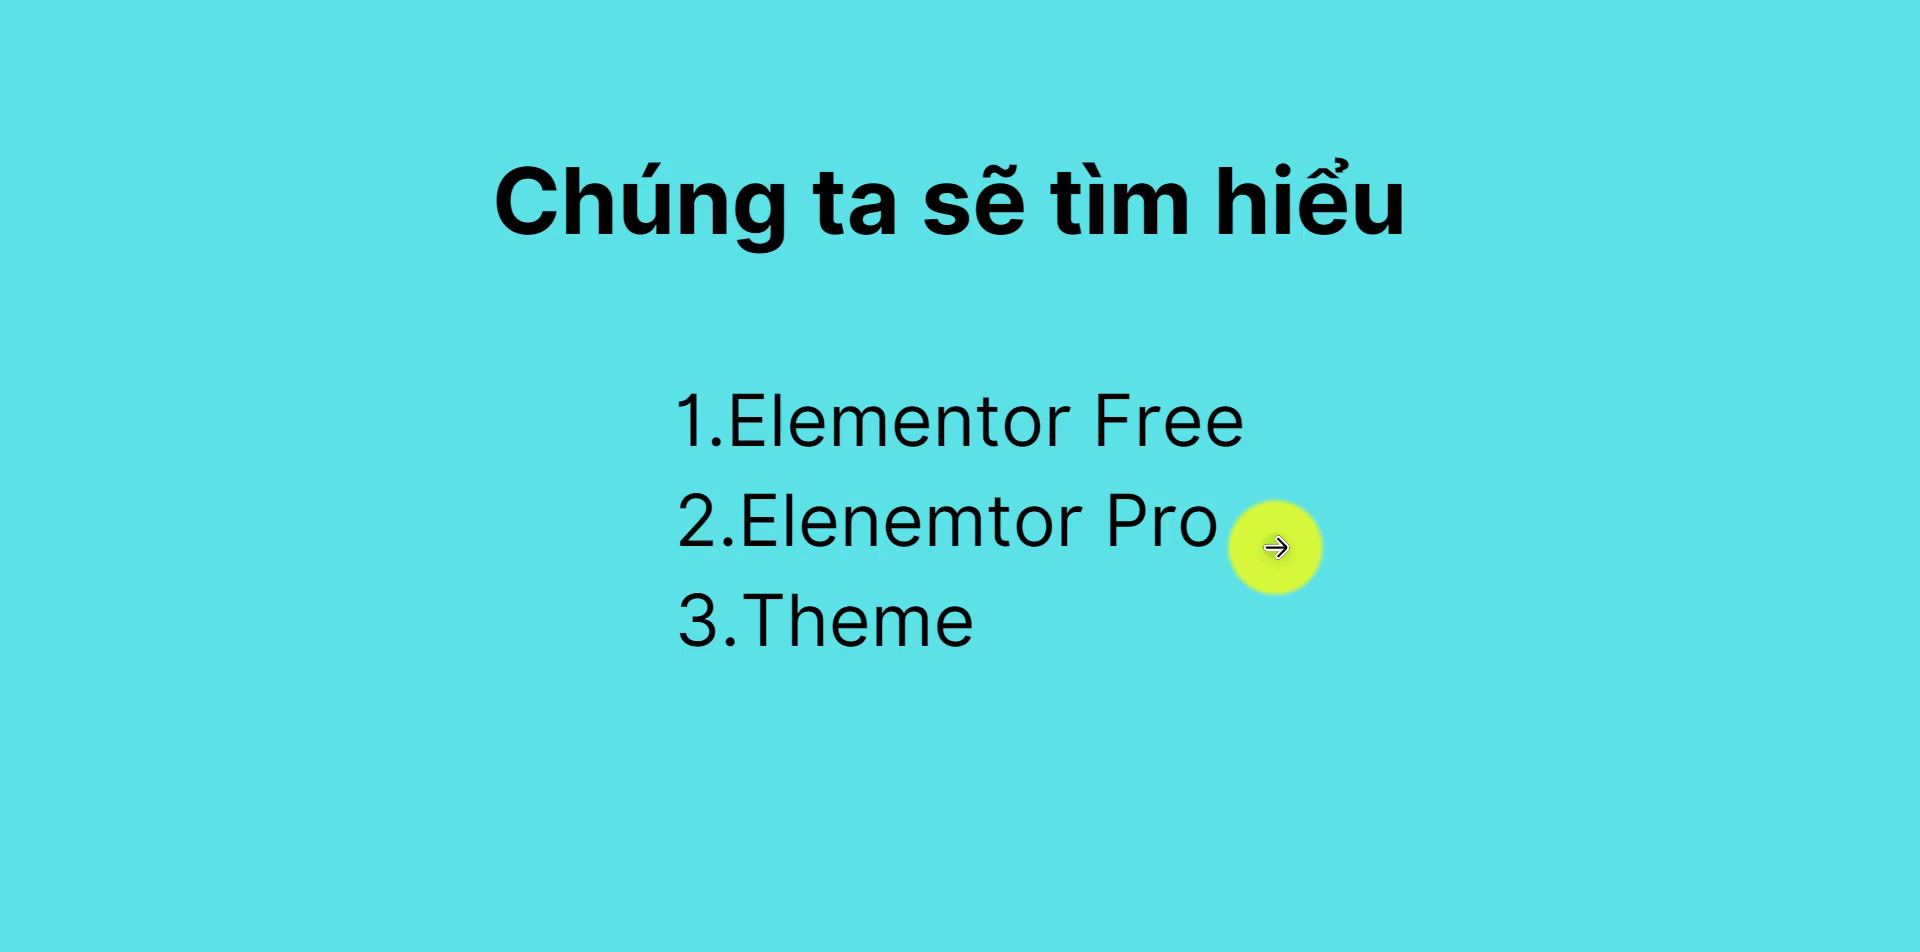 Chúng ta sẽ tìm hiểu
1.Elementor Free
2.Elenemtor Pro
3.Theme